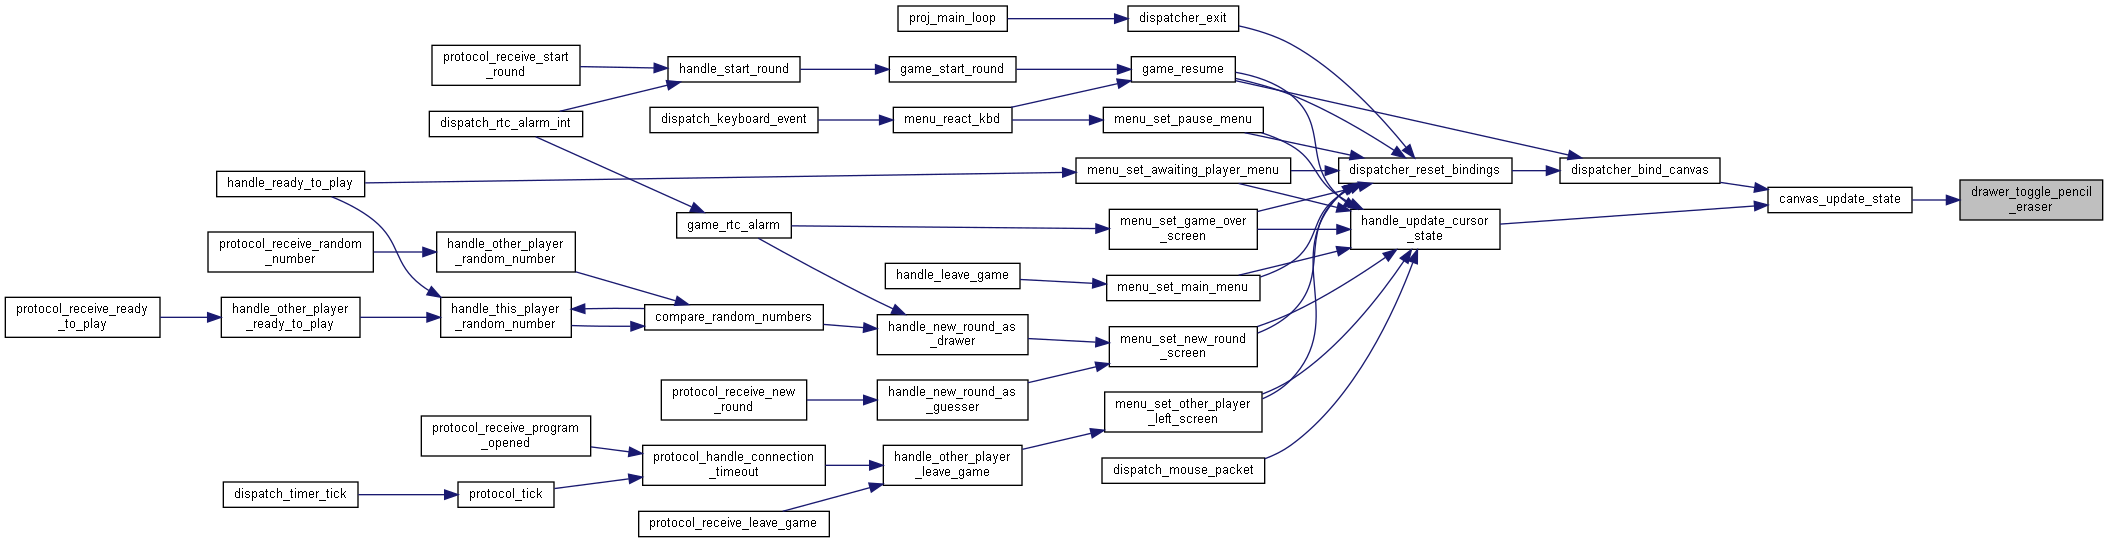 proj_main_loop
dispatcher_exit
protocol_receive_start
_round
handle_start_round
game_start_round
game_resume
dispatch_rtc_alarm_int
dispatch_keyboard_event
menu_react_kbd
menu_set_pause_menu
handle_ready_to_play
menu_set_awaiting_player_menu
dispatcher_reset_bindings
dispatcher_bind_canvas
drawer_toggle_pencil
_eraser
canvas_update_state
game_rtc_alarm
menu_set_game_over
_screen
handle_update_cursor
_state
protocol_receive_random
_number
handle_other_player
_random_number
handle_leave_game
menu_set_main_menu
protocol_receive_ready
_to_play
handle_other_player
_ready_to_play
handle_this_player
_random_number
compare_random_numbers
handle_new_round_as
_drawer
menu_set_new_round
_screen
protocol_receive_new
_round
handle_new_round_as
_guesser
menu_set_other_player
_left_screen
protocol_receive_program
_opened
protocol_handle_connection
_timeout
handle_other_player
_leave_game
dispatch_mouse_packet
dispatch_timer_tick
protocol_tick
protocol_receive_leave_game